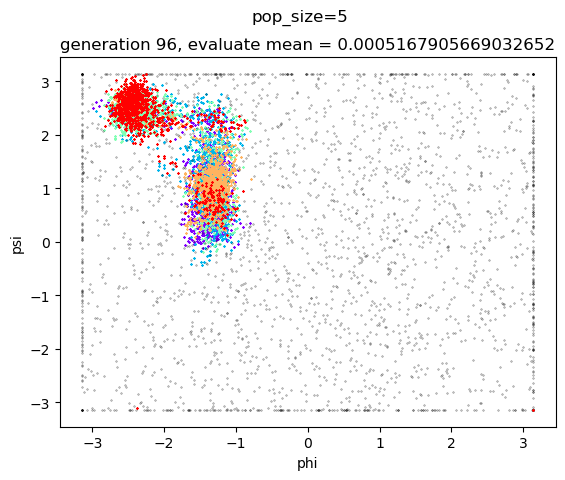 pop_size=5
generation 96, evaluate mean = 0.0005167905669032652
3
2
1
0
−1
−2
−3
psi
−3 −2 −1 0 1 2 3
phi